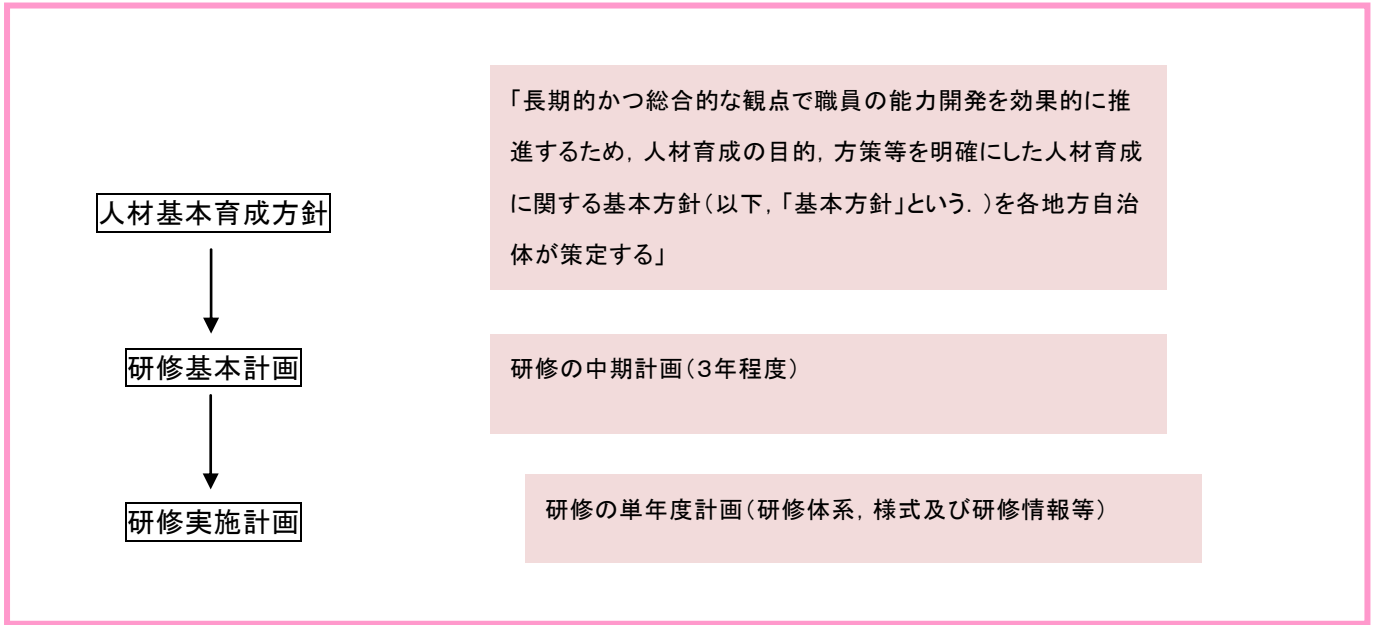 「長期的かつ総合的な観点で職員の能力開発を効果的に推
進するため, 人材育成の目的, 方策等を明確にした人材育成
に関する基本方針(以下, 「基本方針」という. )を各地方自治
体が策定する」
人材基本育成方針
研修基本計画
研修の中期計画(3年程度)
研修実施計画
研修の単年度計画(研修体系, 様式及び研修情報等)